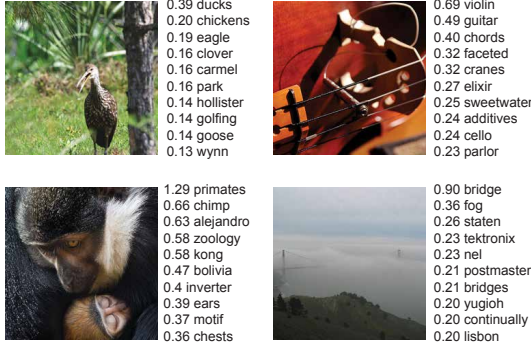 0.39 ducks
0.20 chickens
0.19 eagle
0.16 clover
0.16 carmel
0.16 park
0.14 hollister
0.14 golfing
0.14 goose
0.13 wynn
0.69 violin
0.49 guitar
0.40 chords
0.32 faceted
0.32 cranes
0.27 elixir
0.25 sweetwater
0.24 additives
0.24 cello
0.23 parlor
1.29 primates
0.66 chimp
0.63 alejandro
0.58 zoology
0.58 kong
0.47 bolivia
0.4 inverter
0.39 ears
0.37 motif
0.36 chests
0.90 bridge
0.36 fog
0.26 staten
0.23 tektronix
0.23 nel
0.21 postmaster
0.21 bridges
0.20 yugioh
0.20 continually
0.20 lisbon